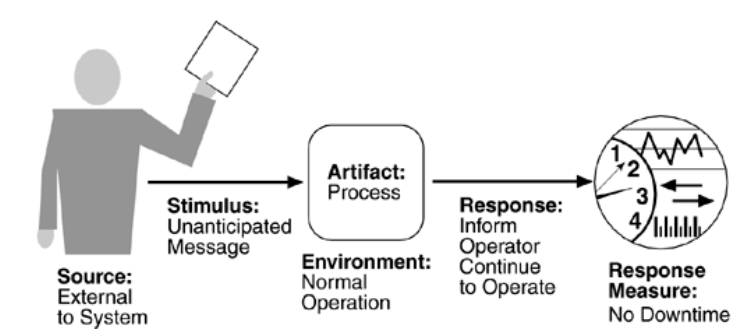 Source:
External
to System
Stimulus:
Unanticipated
Message
Artifact:
Process
Environment:
Normal
Operation
Response:
Inform
Operator
Continue
to Operate
1
2
3
4
Response
Measure:
No Downtime